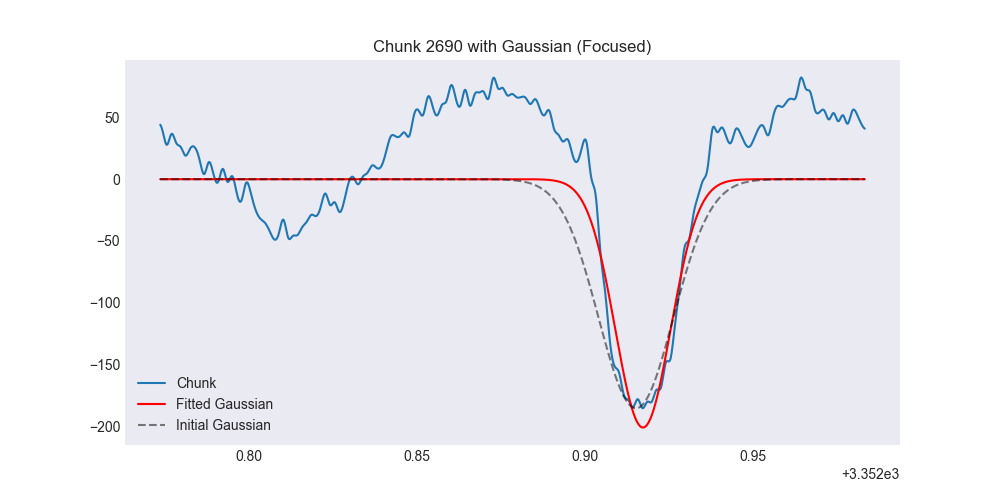 Chunk 2690 with Gaussian (Focused)
50
0
−50
−100
−150
−200
Chunk
Fitted Gaussian
Initial Gaussian
0.80 0.85 0.90 0.95
+3.352e3